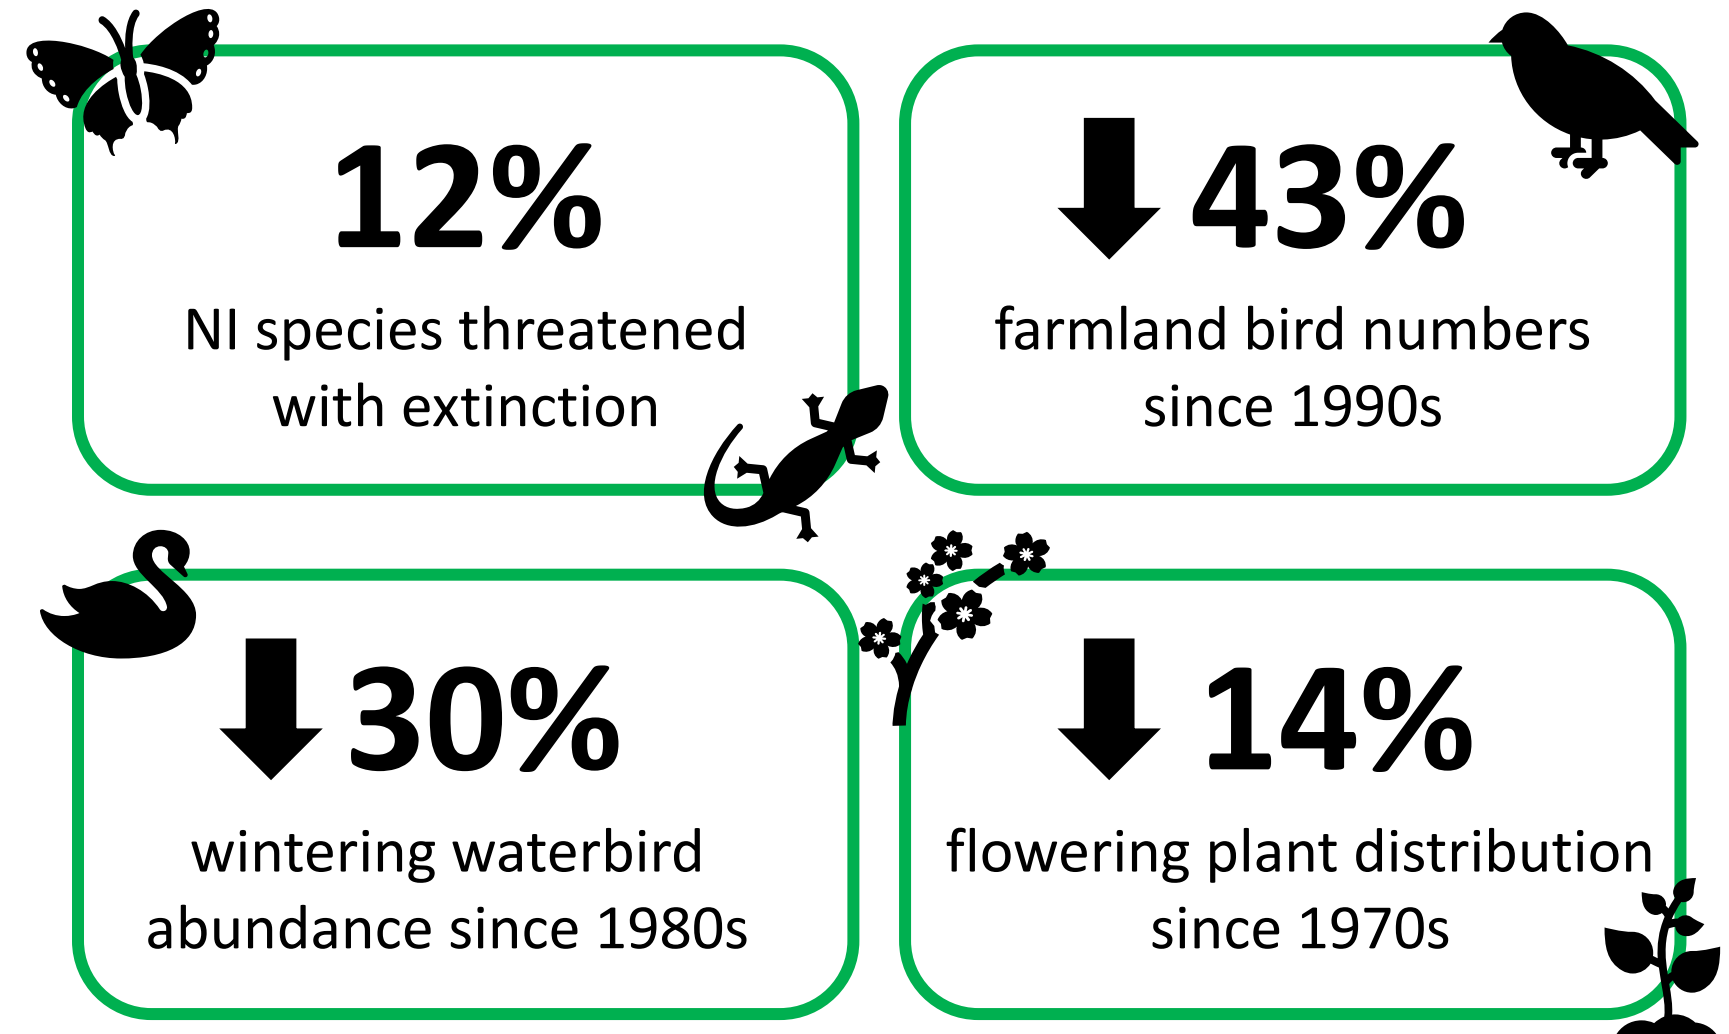 12%
NI species threatened
with extinction
43%
farmland bird numbers
since 1990s
30%
wintering waterbird
abundance since 1980s
14%
flowering plant distribution
since 1970s